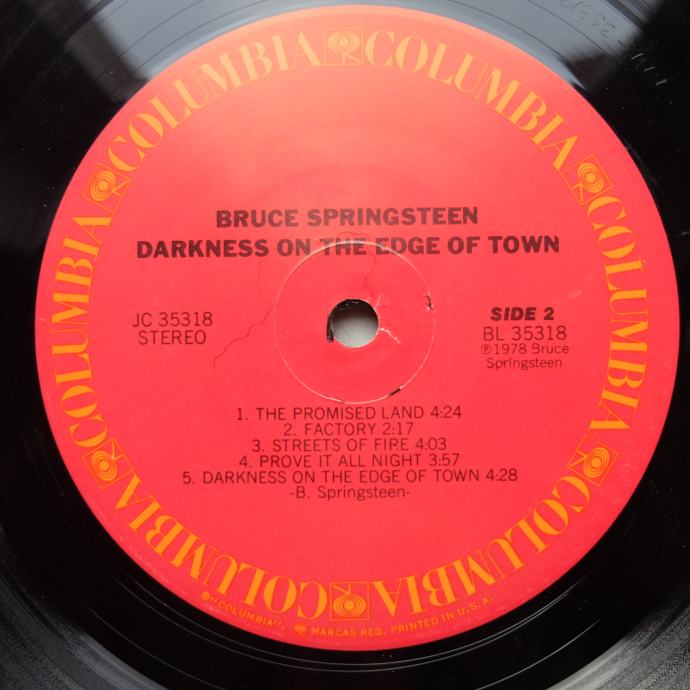 COLUMBIA COLUMBIA COLUMBIA COLUMBIA COLUMBIA COLUMBIA
BRUCE SPRINGSTEEN
DARKNESS ON THE EDGE OF TOWN
JC 35318
STEREO
SIDE 2
BL 35318
℗1978 Bruce
Springsteen
1. THE PROMISED LAND 4:24
2. FACTORY 2:17
3. STREETS OF FIRE 4:03
4. PROVE IT ALL NIGHT 3:57
5. DARKNESS ON THE EDGE OF TOWN 4:28
-B. Springsteen-
®"COLUMBIA", MARCAS REG. PRINTED IN U.S.A.